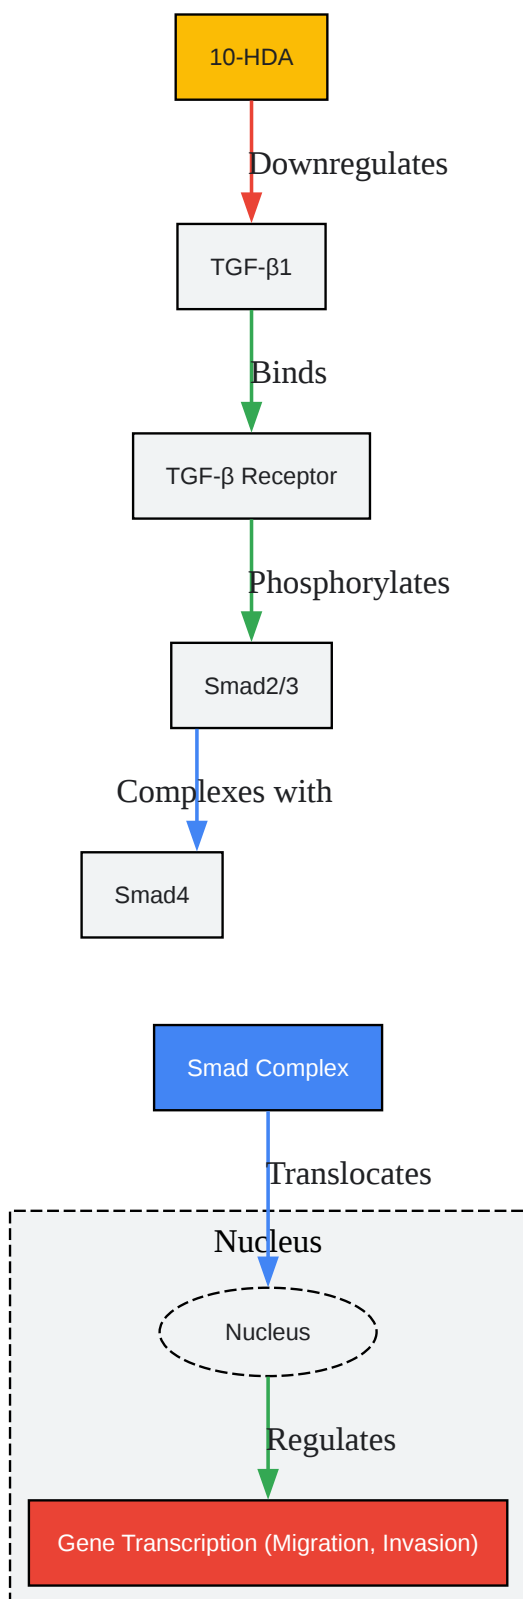 10-HDA
Downregulates
TGF-β1
Binds
TGF-β Receptor
Phosphorylates
Smad2/3
Complexes with
Smad4
Smad Complex
Translocates
Nucleus
Nucleus
Regulates
Gene Transcription (Migration, Invasion)